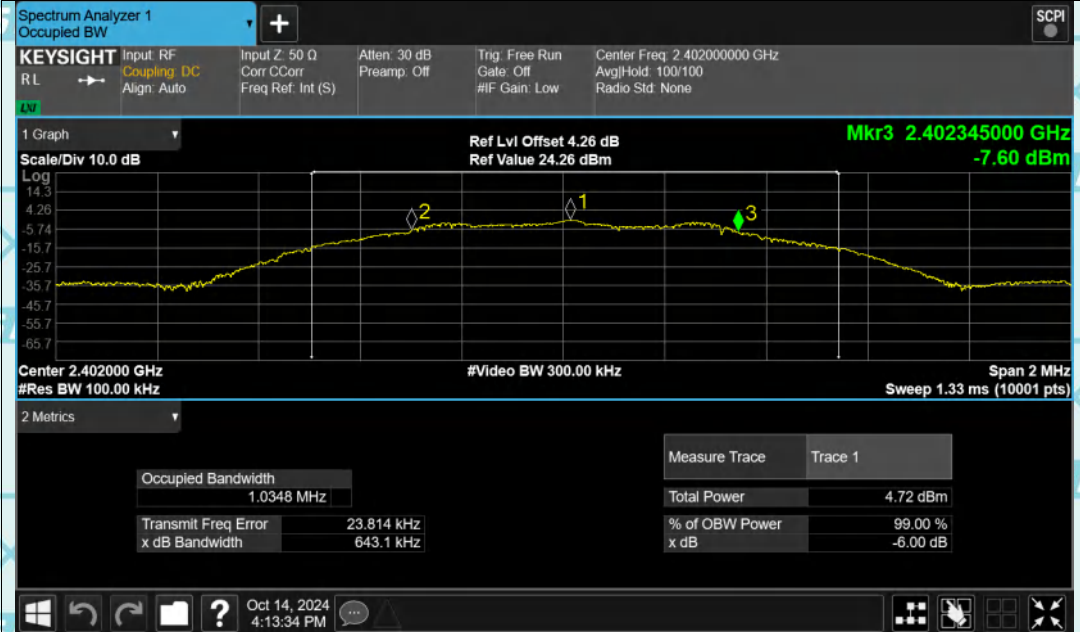 Spectrum Analyzer 1
Occupied BW
+
SCPI
KEYSIGHT
RL
LXI
Input: RF
Coupling: DC
Align: Auto
Input Z: 50 Ω
Corr CCorr
Freq Ref: Int (S)
Atten: 30 dB
Preamp: Off
Trig: Free Run
Gate: Off
#IF Gain: Low
Center Freq: 2.402000000 GHz
Avg|Hold: 100/100
Radio Std: None
1 Graph
Scale/Div 10.0 dB
Ref Lvl Offset 4.26 dB
Ref Value 24.26 dBm
Mkr3 2.402345000 GHz
-7.60 dBm
Log
14.3
4.26
-5.74
-15.7
-25.7
-35.7
-45.7
-55.7
-65.7
2
1
3
Center 2.402000 GHz
#Res BW 100.00 kHz
#Video BW 300.00 kHz
Span 2 MHz
Sweep 1.33 ms (10001 pts)
2 Metrics
Occupied Bandwidth
1.0348 MHz
Transmit Freq Error 23.814 kHz
x dB Bandwidth 643.1 kHz
Measure Trace Trace 1
Total Power 4.72 dBm
% of OBW Power 99.00 %
x dB -6.00 dB
?
Oct 14, 2024
4:13:34 PM